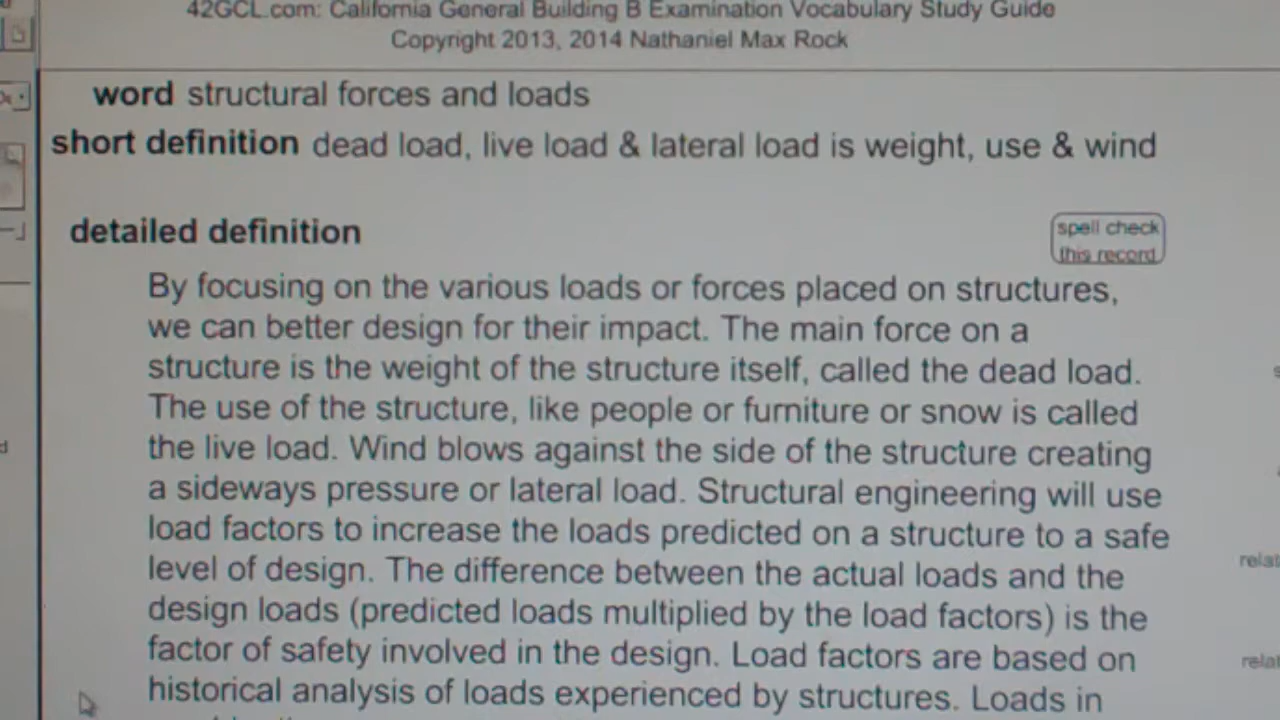 42GCL.com: California General Building B Examination Vocabulary Study Guide
Copyright 2013, 2014 Nathaniel Max Rock
word structural forces and loads
short definition dead load, live load & lateral load is weight, use & wind
detailed definition
spell check
this record
By focusing on the various loads or forces placed on structures,
we can better design for their impact. The main force on a
structure is the weight of the structure itself, called the dead load.
The use of the structure, like people or furniture or snow is called
the live load. Wind blows against the side of the structure creating
a sideways pressure or lateral load. Structural engineering will use
load factors to increase the loads predicted on a structure to a safe
level of design. The difference between the actual loads and the
design loads (predicted loads multiplied by the load factors) is the
factor of safety involved in the design. Load factors are based on
historical analysis of loads experienced by structures. Loads in